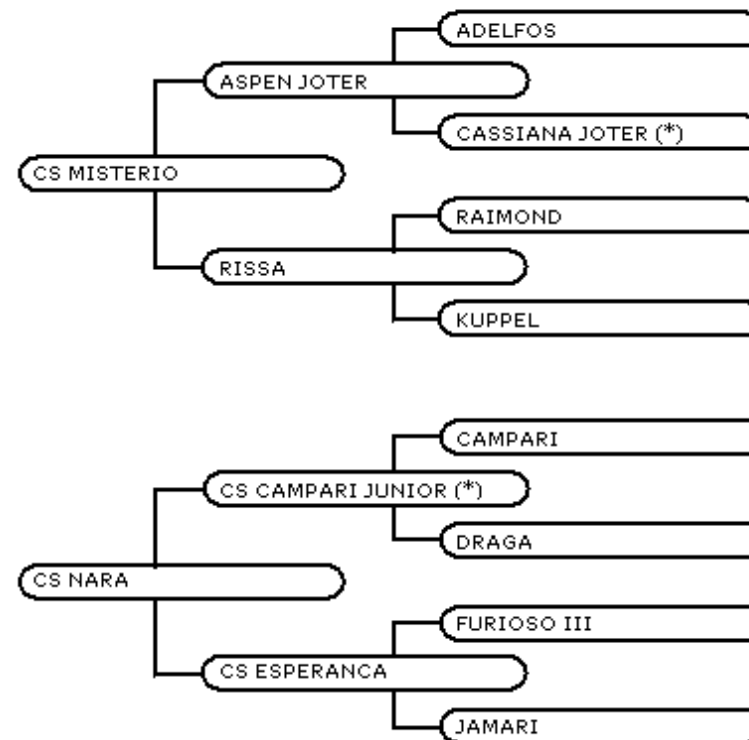 ADELFOS
ASPEN JOTER
CASSIANA JOTER (*)
CS MISTERIO
RAIMOND
RISSA
KUPPEL
CAMPARI
CS CAMPARI JUNIOR (*)
DRAGA
CS NARA
FURIOSO III
CS ESPERANCA
JAMARI